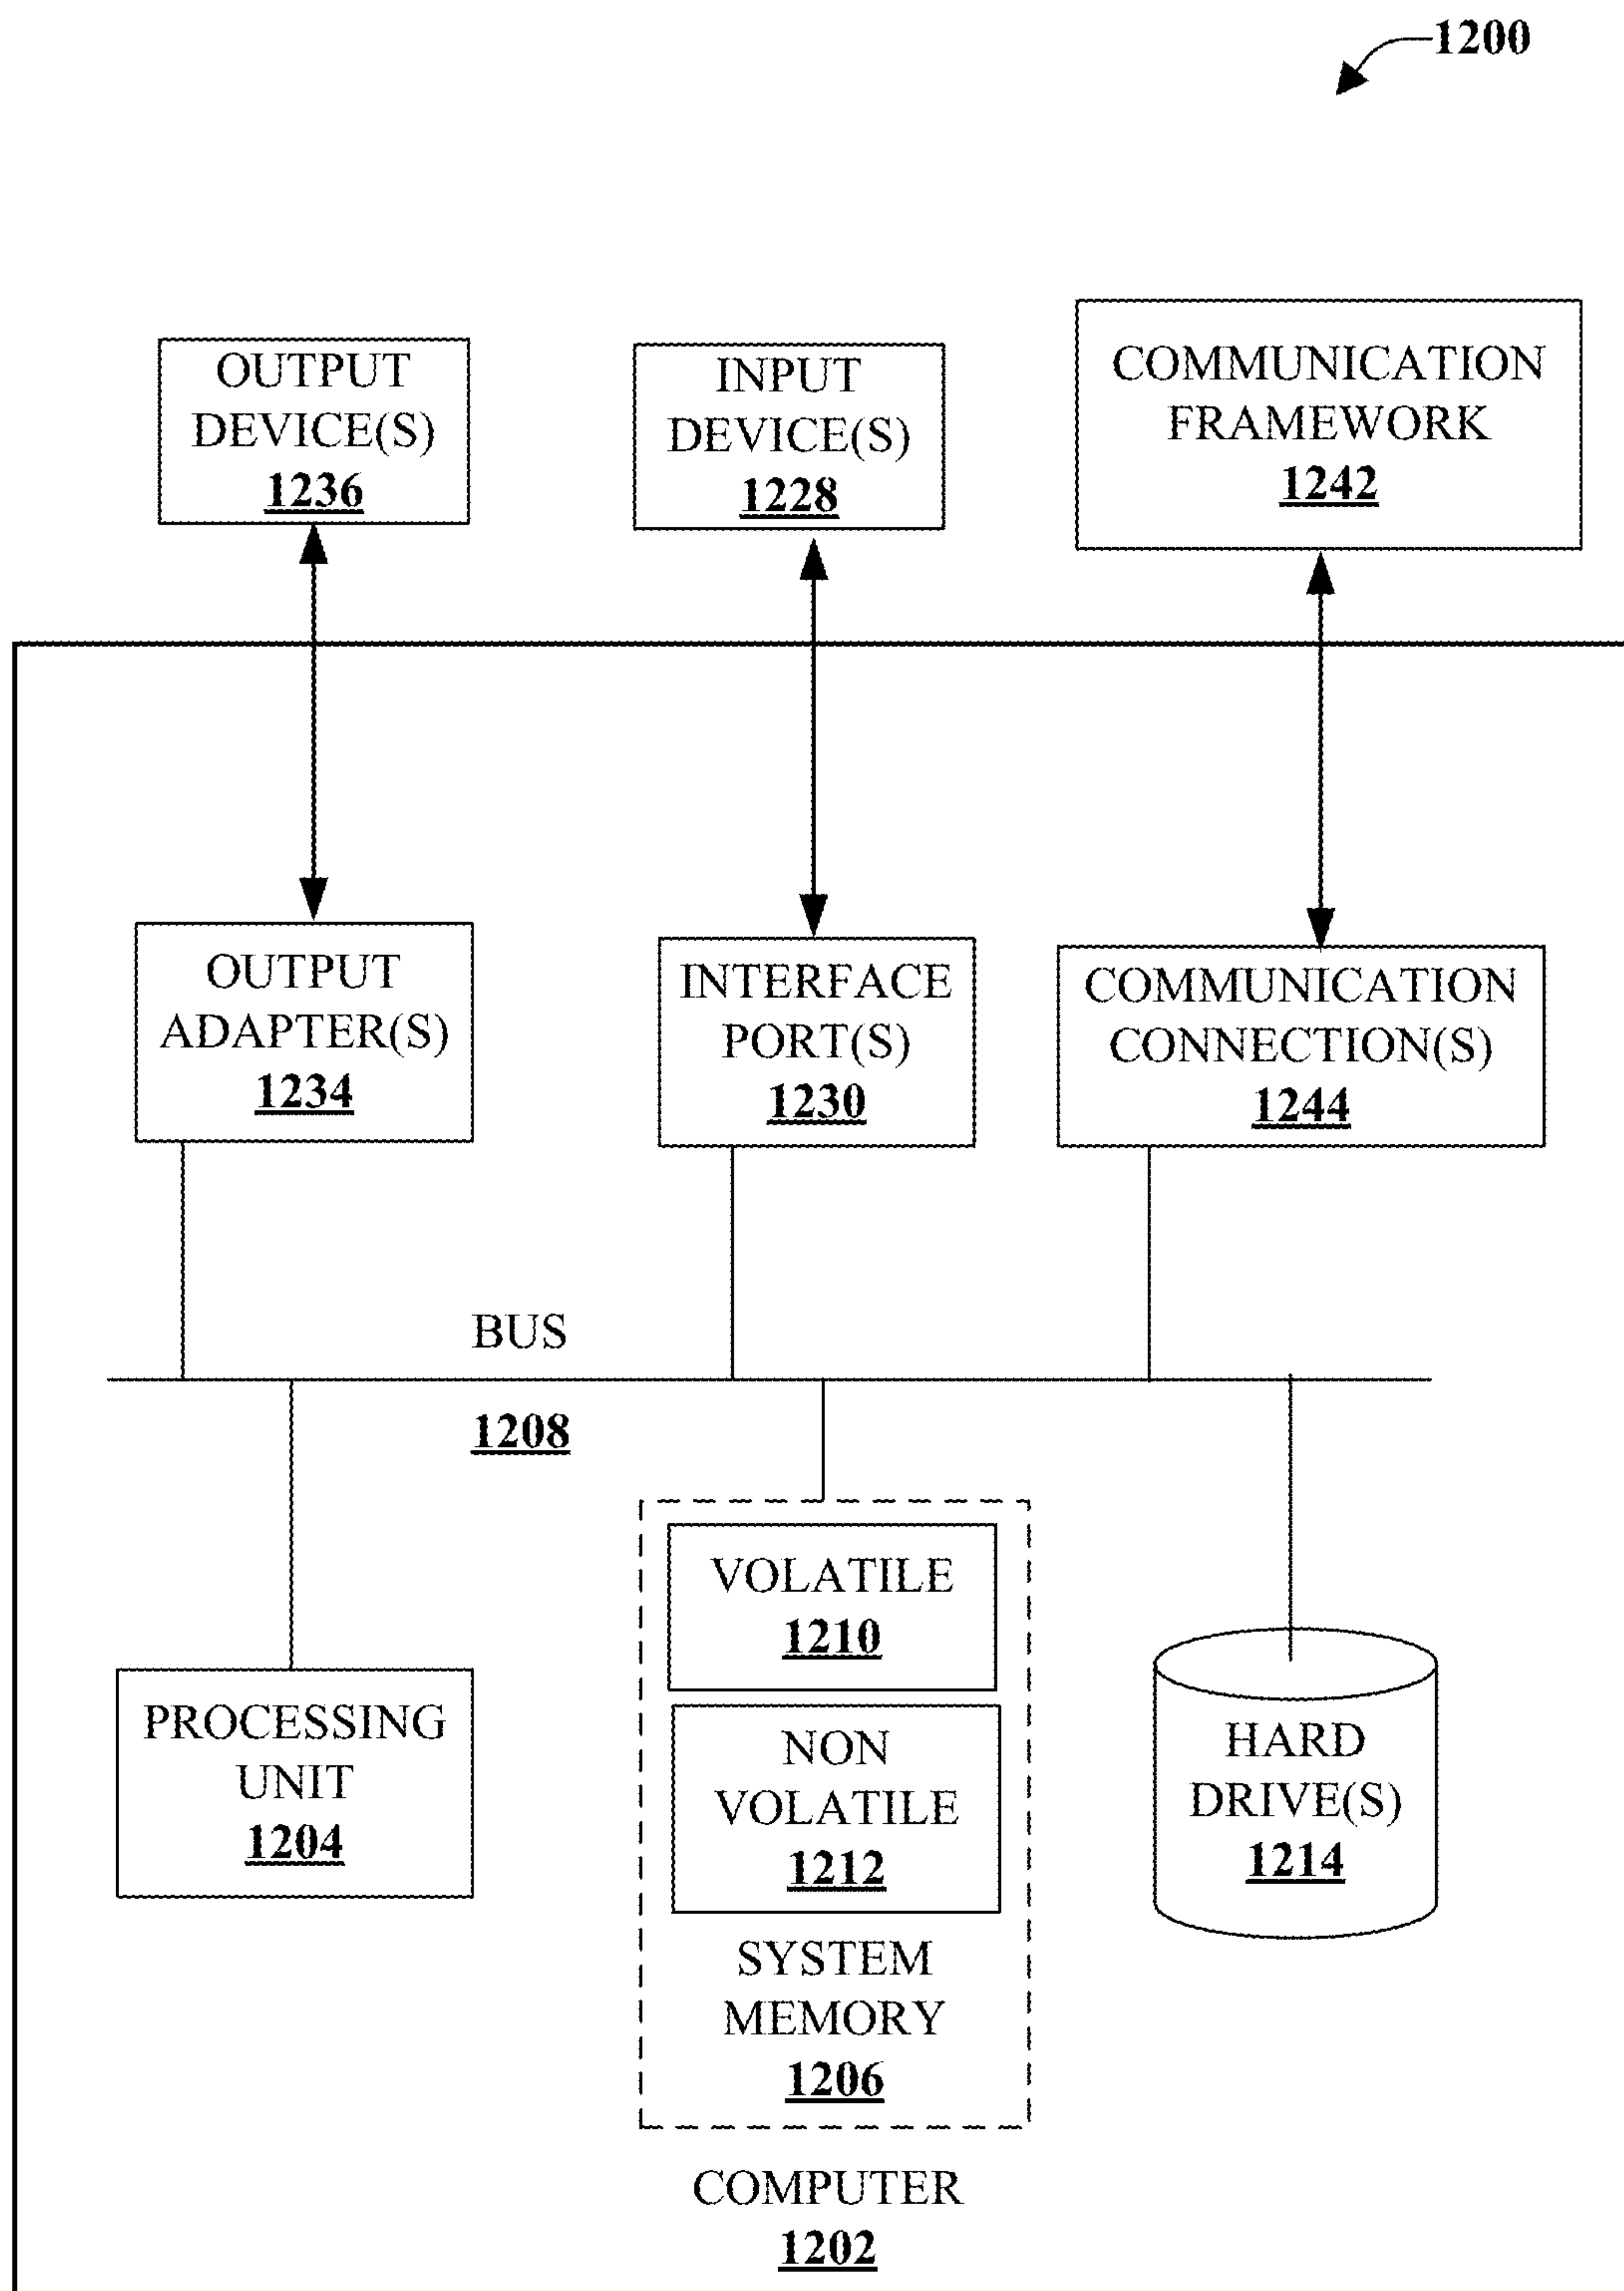 1200
OUTPUT
DEVICE(S)
1236
INPUT
DEVICE(S)
1228
COMMUNICATION
FRAMEWORK
1242
OUTPUT
ADAPTER(S)
1234
INTERFACE
PORT(S)
1230
COMMUNICATION
CONNECTION(S)
1244
BUS
1208
PROCESSING
UNIT
1204
VOLATILE
1210
NON
VOLATILE
1212
SYSTEM
MEMORY
1206
HARD
DRIVE(S)
1214
COMPUTER
1202